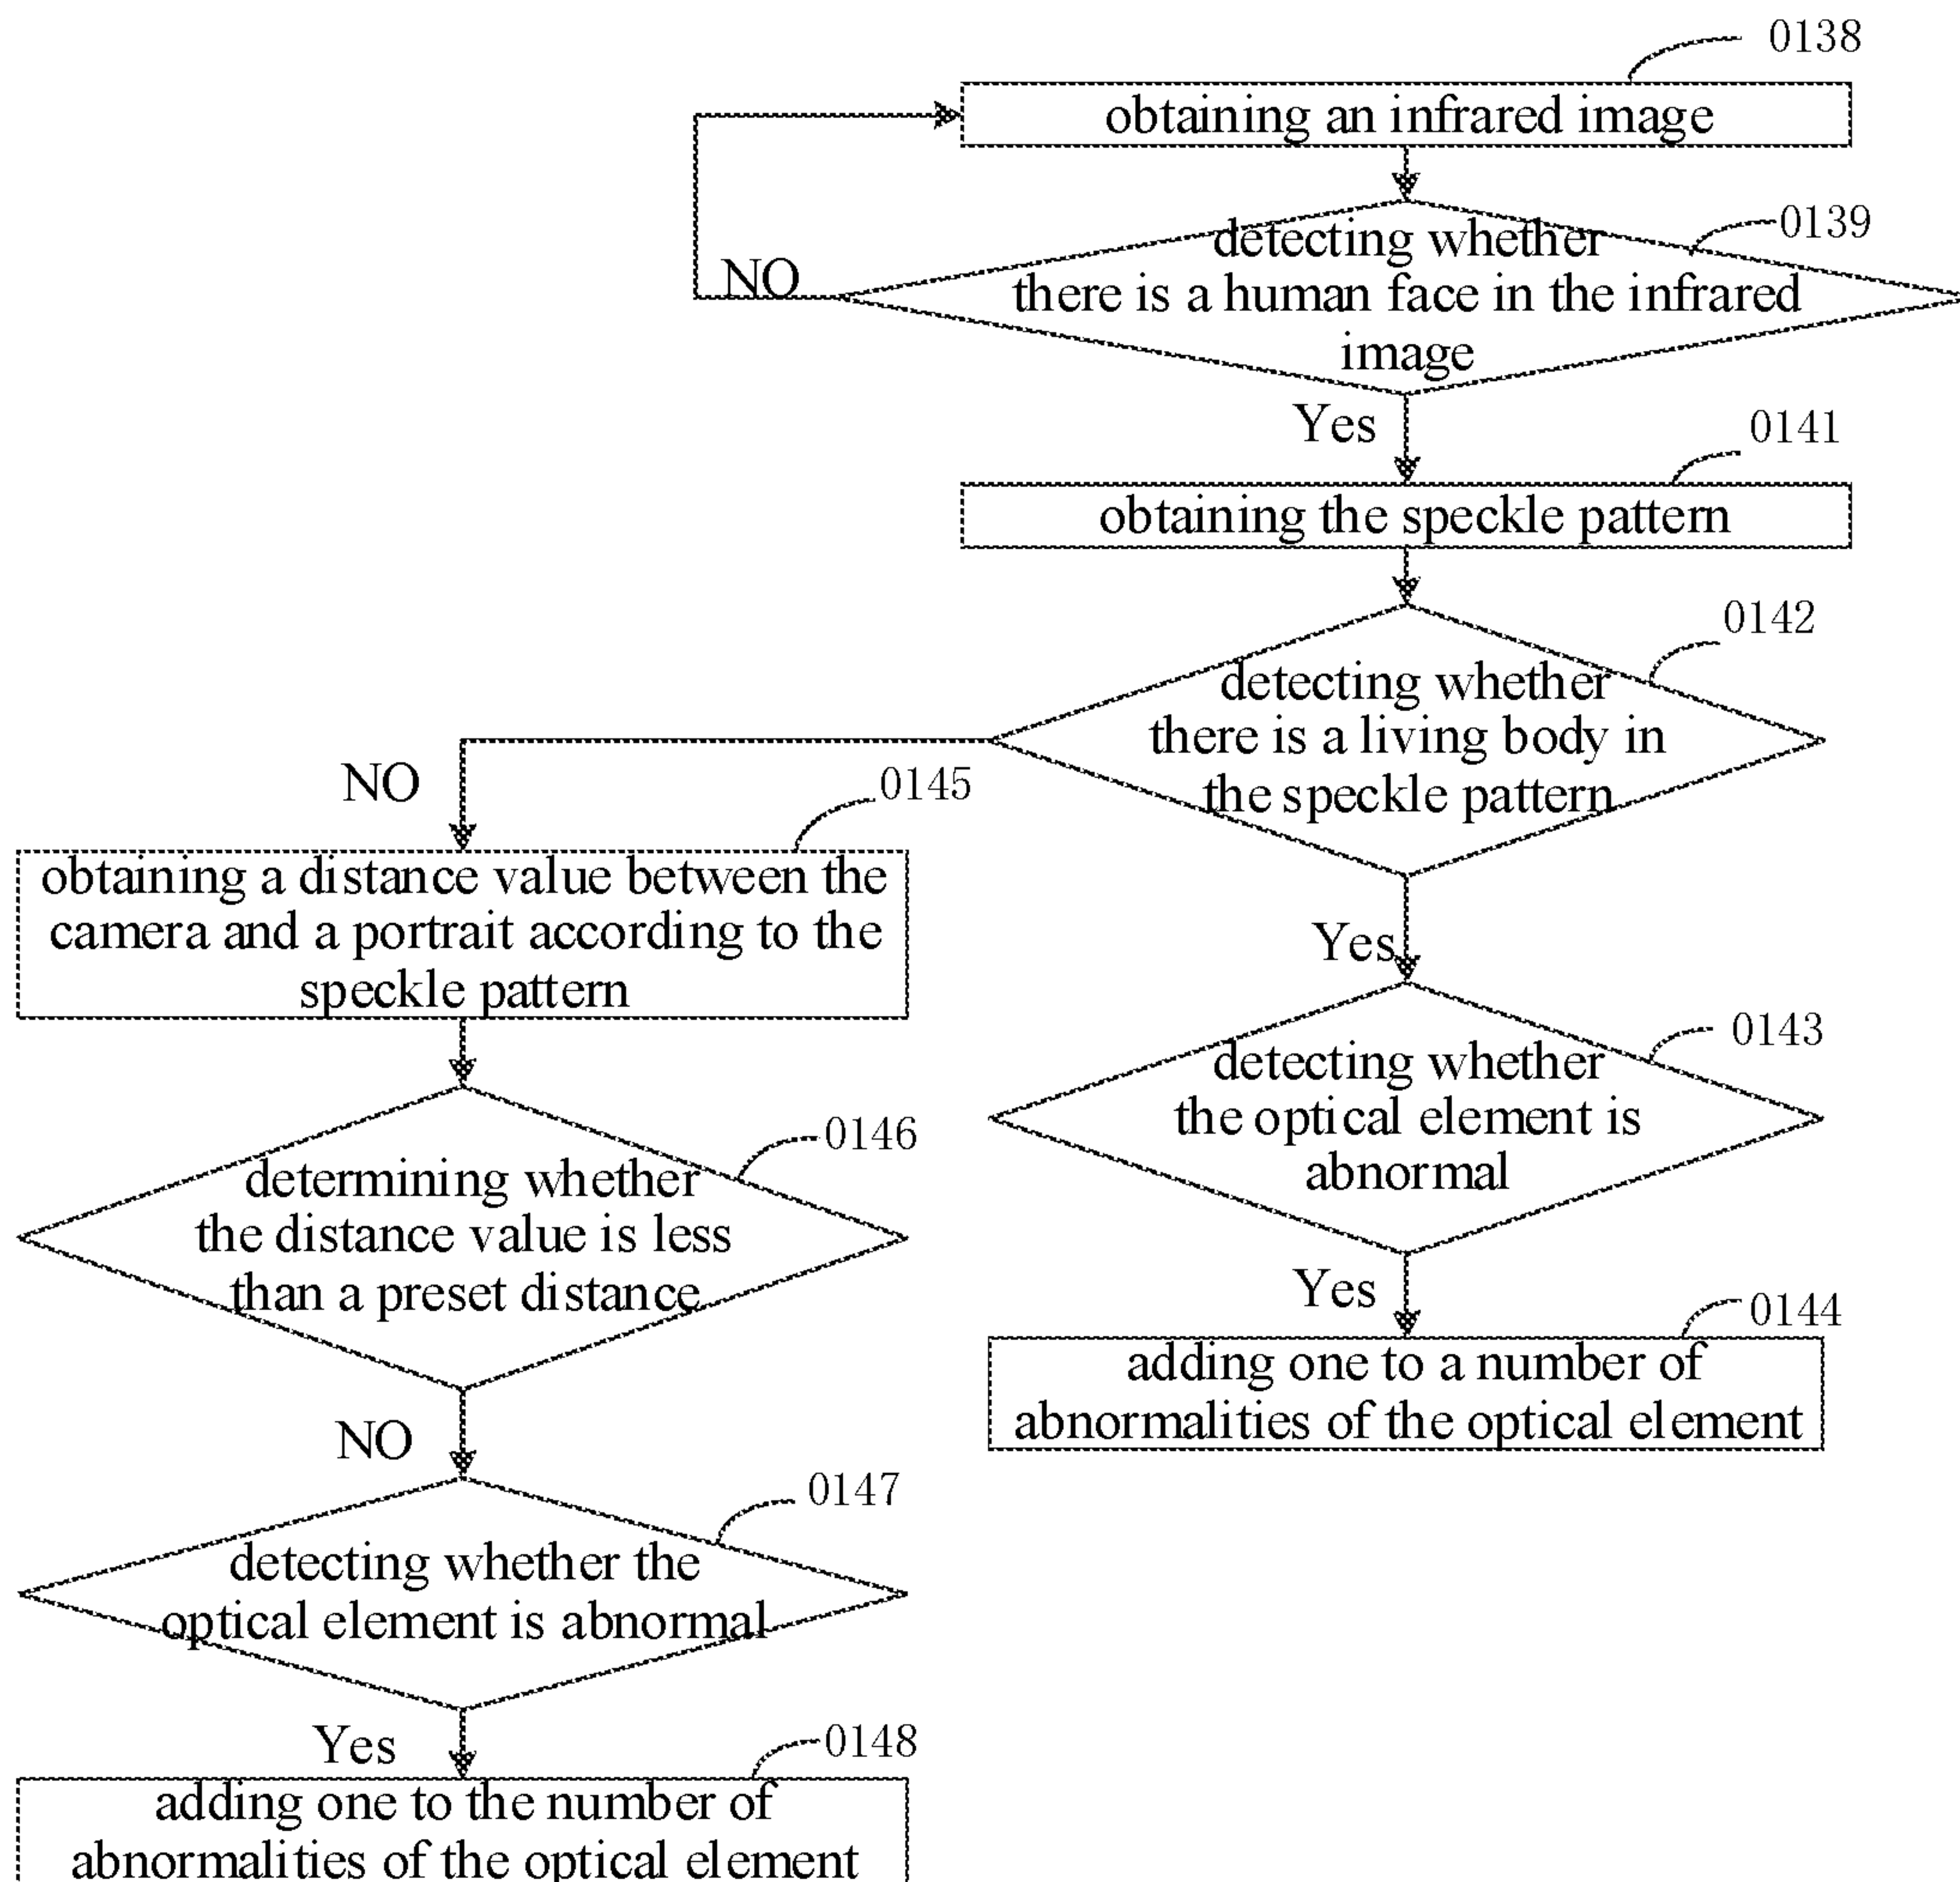 0138
obtaining an infrared image
0139
detecting whether
there is a human face in the infrared
image
NO
Yes
0141
obtaining the speckle pattern
0142
detecting whether
there is a living body in
the speckle pattern
NO
0145
obtaining a distance value between the
camera and a portrait according to the
speckle pattern
Yes
0143
detecting whether
the optical element is
abnormal
0146
determining whether
the distance value is less
than a preset distance
Yes
0144
adding one to a number of
abnormalities of the optical element
NO
0147
detecting whether the
optical element is abnormal
Yes
0148
adding one to the number of
abnormalities of the optical element